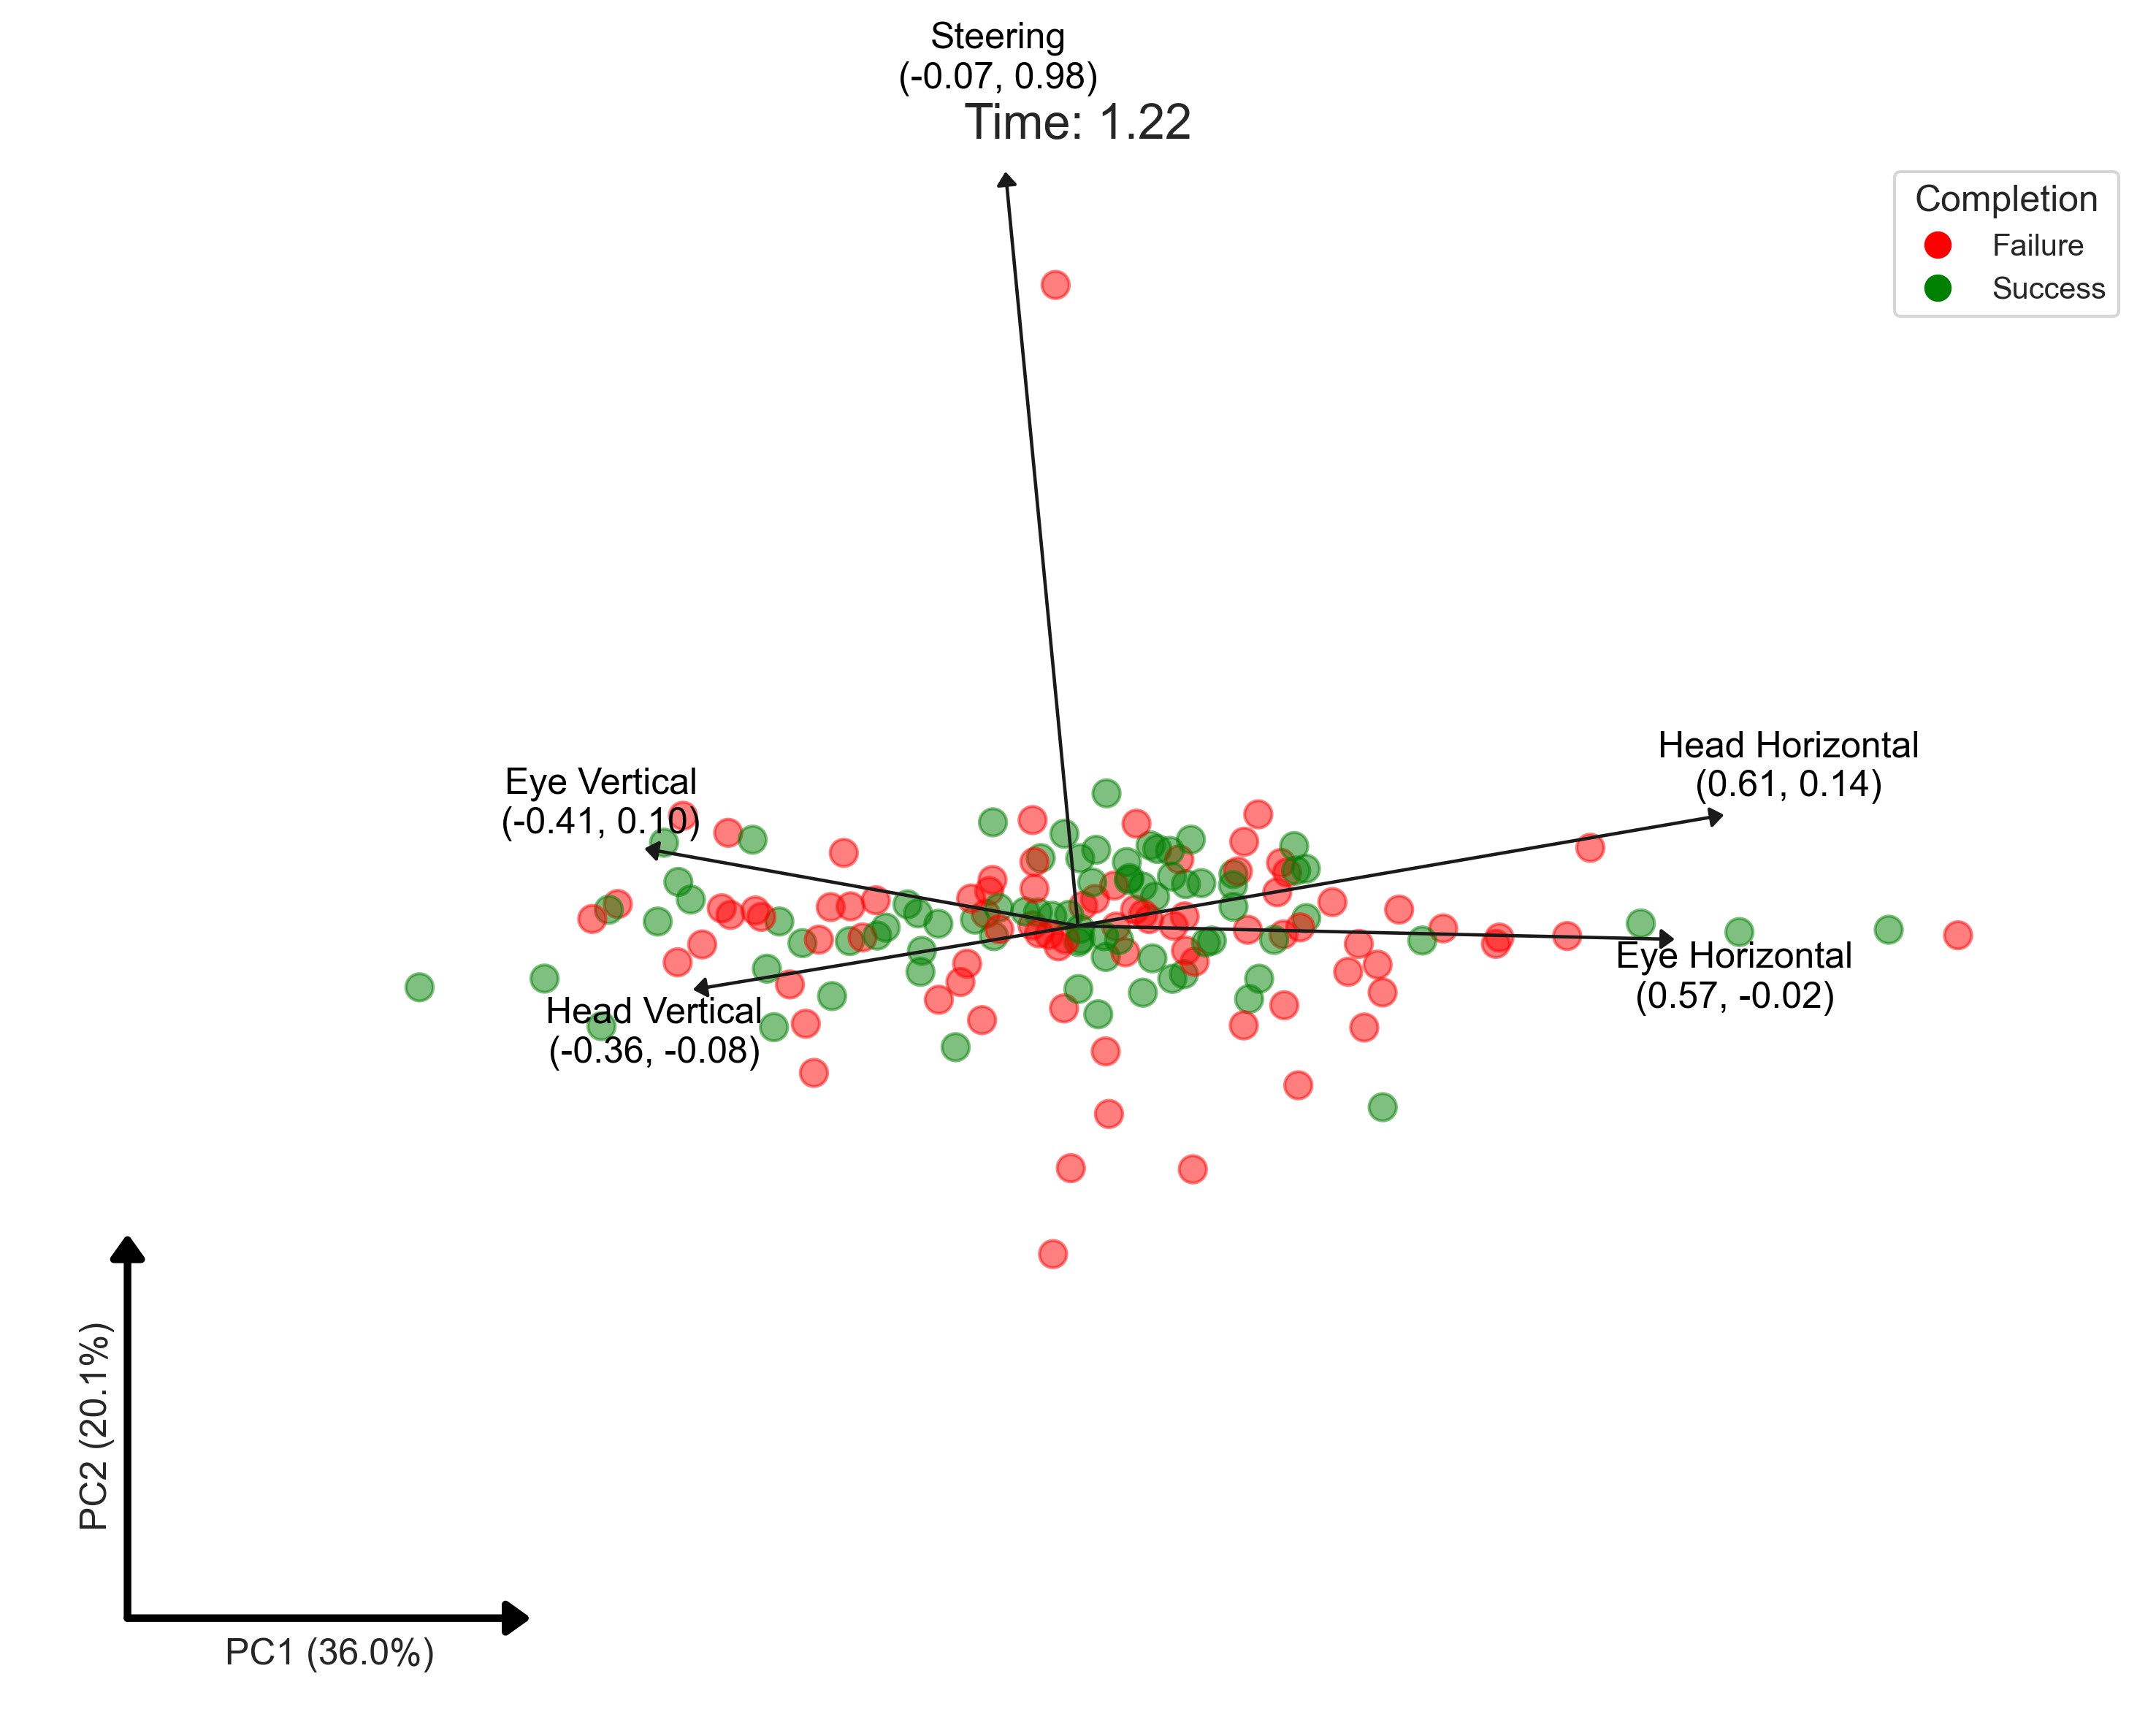 Steering
(-0.07, 0.98)
Time: 1.22
Completion
Failure
Success
Head Horizontal
(0.61, 0.14)
Eye Vertical
(-0.41, 0.10)
Eye Horizontal
(0.57, -0.02)
Head Vertical
(-0.36, -0.08)
PC2 (20.1%)
PC1 (36.0%)